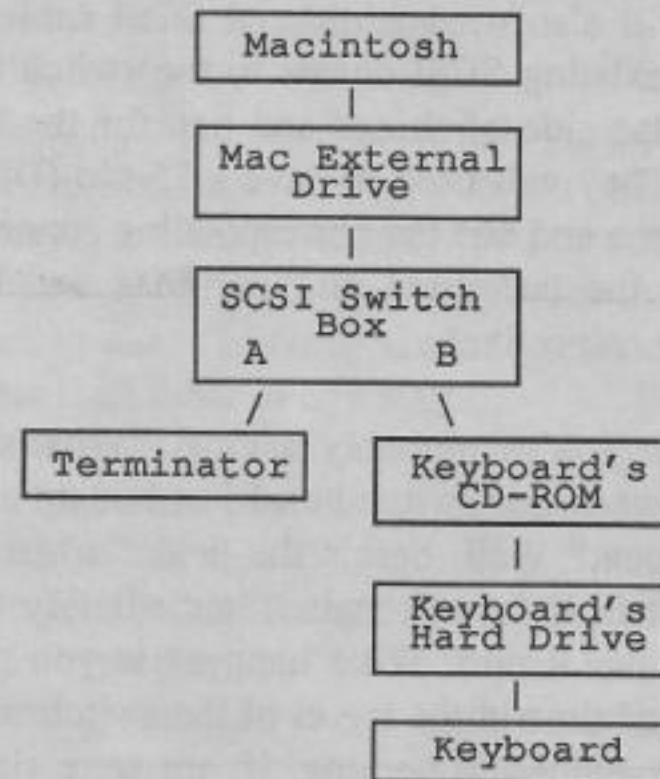 Macintosh
Mac External
Drive
SCSI Switch
Box
A B
Terminator
Keyboard's
CD-ROM
Keyboard's
Hard Drive
Keyboard